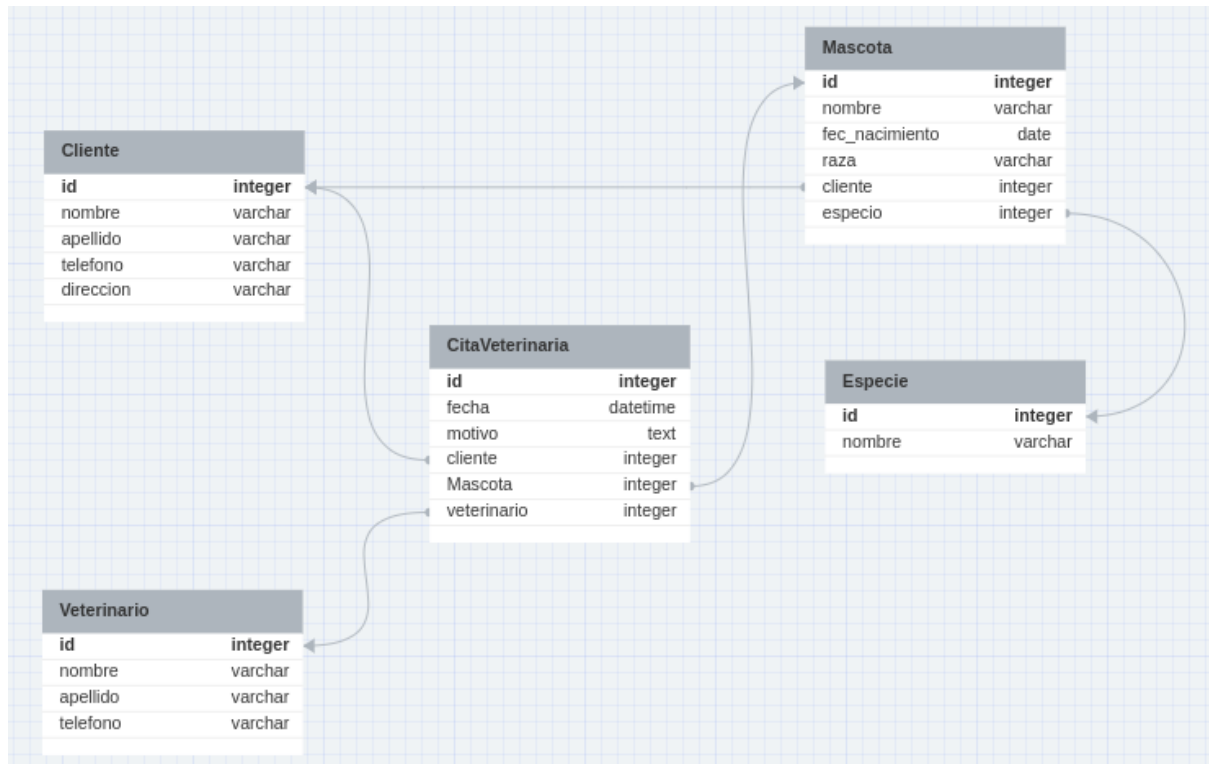 Mascota
id integer
nombre varchar
fec_nacimiento date
raza varchar
cliente integer
especio integer
Cliente
id integer
nombre varchar
apellido varchar
telefono varchar
direccion varchar
CitaVeterinaria
id integer
fecha datetime
motivo text
cliente integer
Mascota integer
veterinario integer
Especie
id integer
nombre varchar
Veterinario
id integer
nombre varchar
apellido varchar
telefono varchar